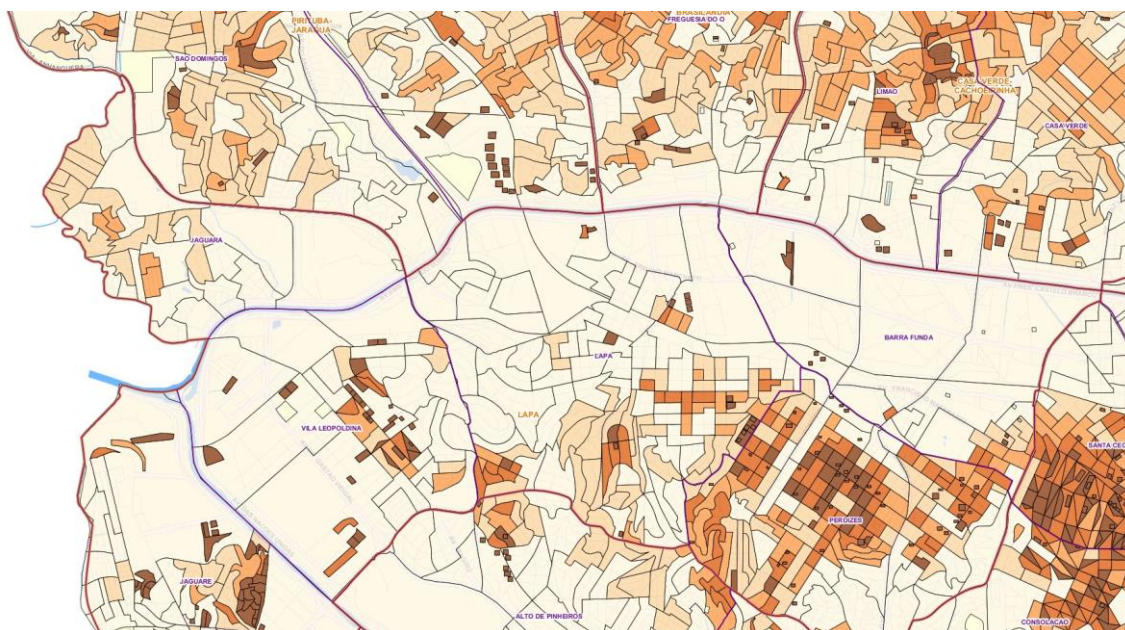 BRASILANDIA
PIRITUBA-
JARAGUA
FREGUESIA DO O
SAO DOMINGOS
CASA VERDE-
CACHOEIRINHA
LIMAO
CASA VERDE
JAGUARA
BARRA FUNDA
LAPA
LAPA
VILA LEOPOLDINA
SANTA CEC
PERDIZES
JAGUARE
ALTO DE PINHEIROS
CONSOLACAO